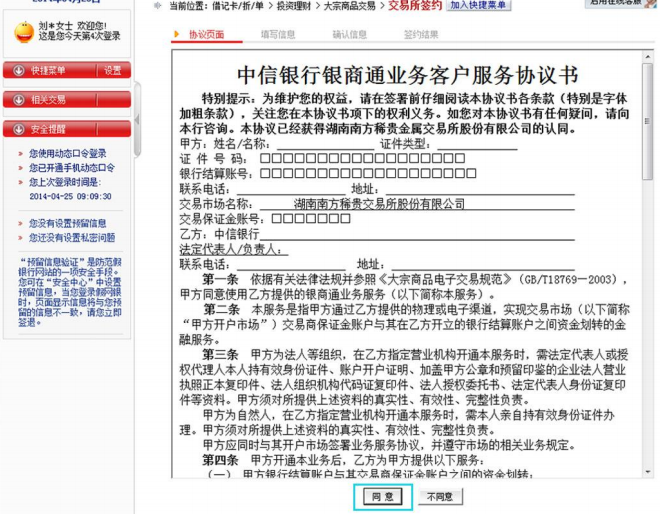 当前位置：借记卡/折/单 > 投资理财 > 大宗商品交易 > 交易所签约 加入快捷菜单
刘*女士 欢迎您!
这是您今天第4次登录
快捷菜单 设置
相关交易
安全提醒
» 您使用动态口令登录
» 您已开通手机动态口令
» 您上次登录时间是:
2014-04-25 09:09:30
» 您没有设置预留信息
» 您还没有设置私密问题
“预留信息验证”是防范假
银行网站的一项安全手段。
您可在“安全中心”中设置
预留信息，当您登录假网银
时，页面显示信息将与您预
留的信息不一致，请您立即
签退。
协议页面 填写信息 确认信息 签约结果
中信银行银商通业务客户服务协议书
特别提示：为维护您的权益，请在签署前仔细阅读本协议书各条款（特别是字体
加粗条款），关注您在本协议书项下的权利义务。如您对本协议书有任何疑问，请向
本行咨询。本协议已经获得湖南南方稀贵金属交易所股份有限公司的认同。
甲方：姓名/名称： 证件类型：
证 件 号 码： □□□□□□□□□□□□□□□□□□
银行结算账号：□□□□□□□□□□□□□□□□□□□
联系电话： 地址：
交易市场名称： 湖南南方稀贵交易所股份有限公司
交易保证金账号：□□□□□□□
乙方：中信银行
法定代表人/负责人：
联系电话： 地址：
第一条 依据有关法律法规并参照《大宗商品电子交易规范》（GB/T18769—2003），
甲方同意使用乙方提供的银商通业务服务（以下简称本服务）。
第二条 本服务是指甲方通过乙方提供的物理或电子渠道，实现交易市场（以下简称
“甲方开户市场”）交易商保证金账户与其在乙方开立的银行结算账户之间资金划转的金
融服务。
第三条 甲方为法人等组织，在乙方指定营业机构开通本服务时，需法定代表人或授
权代理人本人持有效身份证件、账户开户证明、加盖甲方公章和预留印鉴的企业法人营业
执照正本复印件、法人组织机构代码证复印件、法人授权委托书、法定代表人身份证复印
件等资料。甲方须对所提供上述资料的真实性、有效性、完整性负责。
甲方为自然人，在乙方指定营业机构开通本服务时，需本人亲自持有效身份证件办
理。甲方须对所提供上述资料的真实性、有效性、完整性负责。
甲方应同时与其开户市场签署业务服务协议，并遵守市场的相关业务规定。
第四条 甲方开通本业务后，乙方为甲方提供以下服务：
（一） 甲方银行结算账户与其交易商保证金账户之间的资金划转；
同 意 不同意